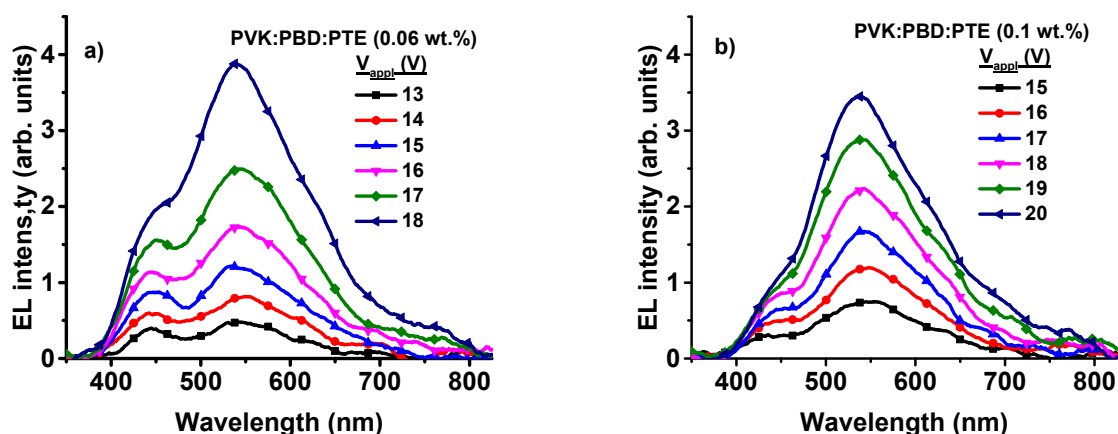 a)
PVK:PBD:PTE (0.06 wt.%)
Vappl (V)
13
14
15
16
17
18
EL intens,ty (arb. units)
0
1
2
3
4
400 500 600 700 800
Wavelength (nm)
b)
PVK:PBD:PTE (0.1 wt.%)
Vappl (V)
15
16
17
18
19
20
EL intensity (arb. units)
0
1
2
3
4
400 500 600 700 800
Wavelength (nm)